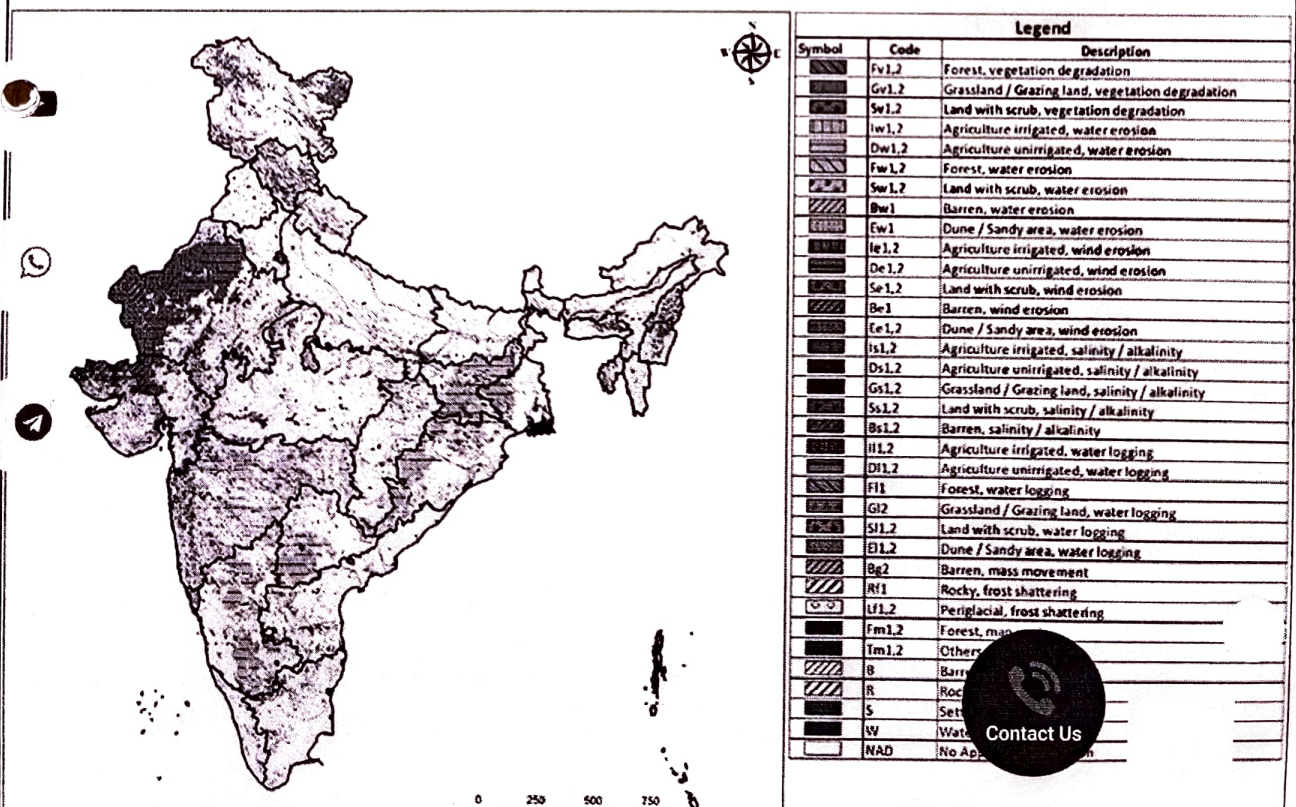 N
W E
S
Legend
Symbol Code Description
Fv1,2 Forest, vegetation degradation
Gv1,2 Grassland / Grazing land, vegetation degradation
Sv1,2 Land with scrub, vegetation degradation
Iw1,2 Agriculture irrigated, water erosion
Dw1,2 Agriculture unirrigated, water erosion
Fw1,2 Forest, water erosion
Sw1,2 Land with scrub, water erosion
Bw1 Barren, water erosion
Ew1 Dune / Sandy area, water erosion
Ie1,2 Agriculture irrigated, wind erosion
De1,2 Agriculture unirrigated, wind erosion
Se1,2 Land with scrub, wind erosion
Be1 Barren, wind erosion
Ee1,2 Dune / Sandy area, wind erosion
Is1,2 Agriculture irrigated, salinity / alkalinity
Ds1,2 Agriculture unirrigated, salinity / alkalinity
Gs1,2 Grassland / Grazing land, salinity / alkalinity
Ss1,2 Land with scrub, salinity / alkalinity
Bs1,2 Barren, salinity / alkalinity
Il1,2 Agriculture irrigated, water logging
Dl1,2 Agriculture unirrigated, water logging
Fl1 Forest, water logging
Gl2 Grassland / Grazing land, water logging
Sl1,2 Land with scrub, water logging
El1,2 Dune / Sandy area, water logging
Bg2 Barren, mass movement
Rf1 Rocky, frost shattering
Lf1,2 Periglacial, frost shattering
Fm1,2 Forest,
Tm1,2 Others
B
R
S
W
NAD No
Contact Us
0 250 500 750